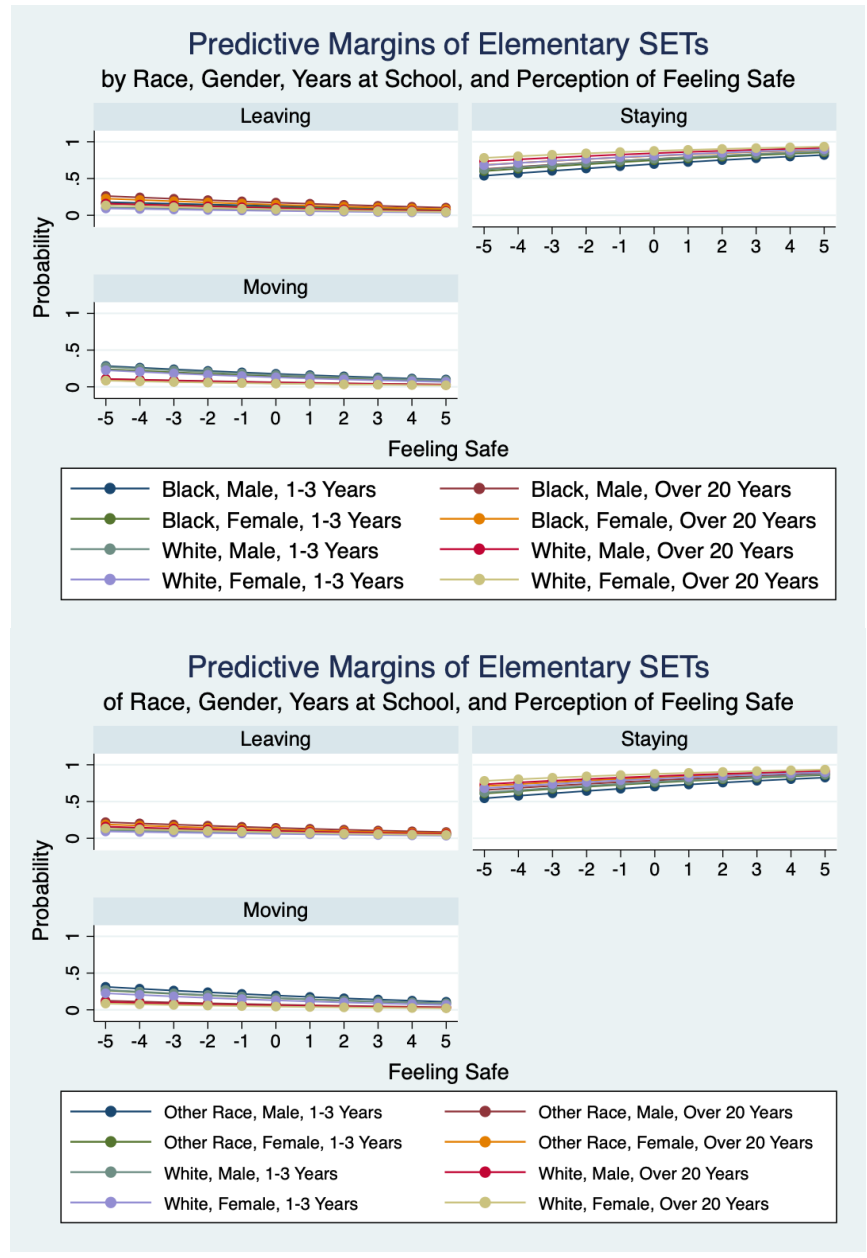 Predictive Margins of Elementary SETs
by Race, Gender, Years at School, and Perception of Feeling Safe
Leaving
Staying
1
.5
0
-5 -4 -3 -2 -1 0 1 2 3 4 5
Moving
1
.5
0
-5 -4 -3 -2 -1 0 1 2 3 4 5
Probability
Feeling Safe
Black, Male, 1-3 Years
Black, Male, Over 20 Years
Black, Female, 1-3 Years
Black, Female, Over 20 Years
White, Male, 1-3 Years
White, Male, Over 20 Years
White, Female, 1-3 Years
White, Female, Over 20 Years
Predictive Margins of Elementary SETs
of Race, Gender, Years at School, and Perception of Feeling Safe
Leaving
Staying
1
.5
0
-5 -4 -3 -2 -1 0 1 2 3 4 5
Moving
1
.5
0
-5 -4 -3 -2 -1 0 1 2 3 4 5
Probability
Feeling Safe
Other Race, Male, 1-3 Years
Other Race, Male, Over 20 Years
Other Race, Female, 1-3 Years
Other Race, Female, Over 20 Years
White, Male, 1-3 Years
White, Male, Over 20 Years
White, Female, 1-3 Years
White, Female, Over 20 Years